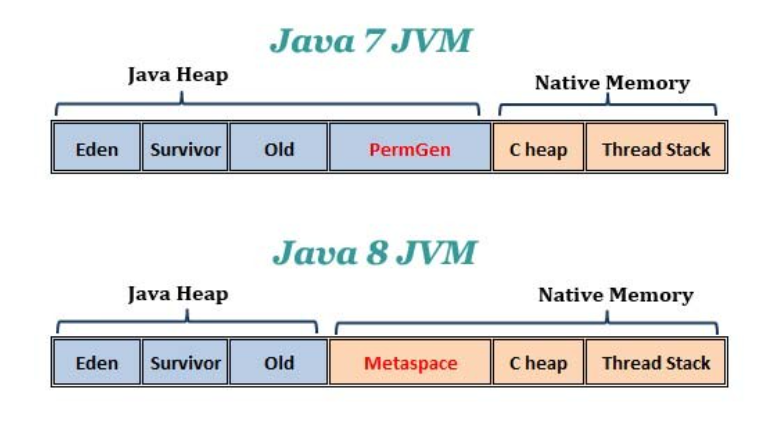 Java 7 JVM
Java Heap
Native Memory
Eden Survivor Old PermGen C heap Thread Stack
Java 8 JVM
Java Heap
Native Memory
Eden Survivor Old Metaspace C heap Thread Stack